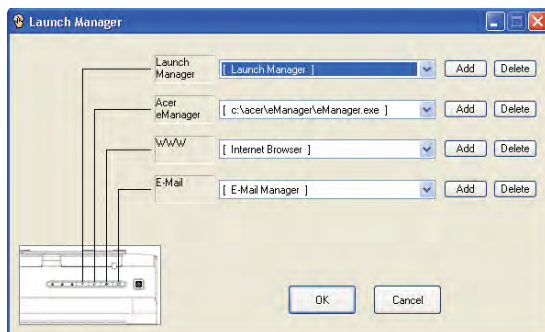 Launch Manager
Launch Manager [ Launch Manager ] Add Delete
Acer eManager [ c:\acer\eManager\eManager.exe ] Add Delete
WWW [ Internet Browser ] Add Delete
E-Mail [ E-Mail Manager ] Add Delete
OK Cancel